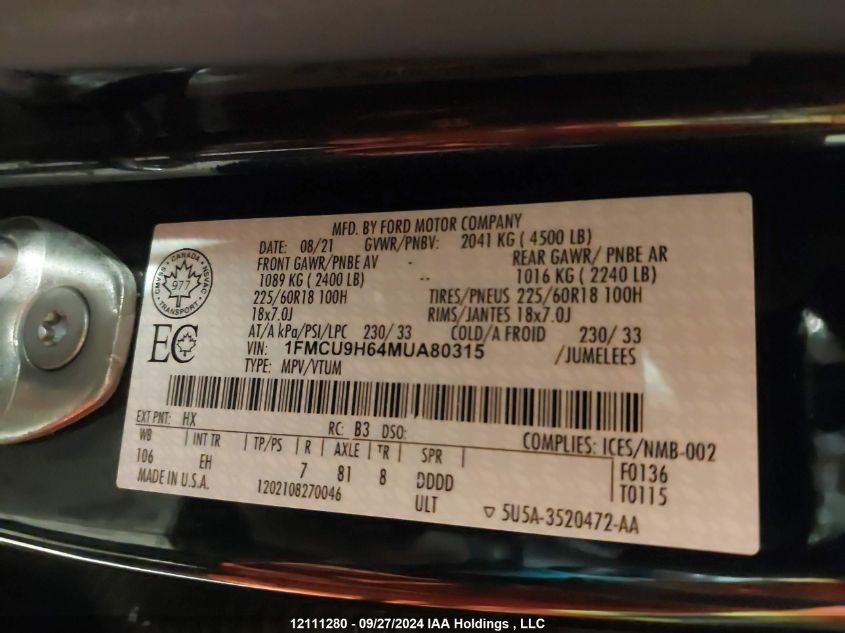 MFD. BY FORD MOTOR COMPANY
DATE: 08/21 GVWR/PNBV: 2041 KG ( 4500 LB)
FRONT GAWR/PNBE AV REAR GAWR/ PNBE AR
1089 KG ( 2400 LB) -- 1016 KG ( 2240 LB)
225/60R18 100H TIRES/PNEUS 225/60R18 100H
18x7.0J RIMS/JANTES 18x7.0J
AT/A kPa/PSI/LPC 230/ 33 COLD/A FROID 230/ 33
VIN: 1FMCU9H64MUA80315 /JUMELEES
TYPE: MPV/VTUM
CMVSS CANADA NSVAC
977
TRANSPORT
EC
EXT PNT: HX RC: B3 DSO: COMPLIES: ICES/NMB-002
WB | INT TR | TP/PS | R | AXLE | TR | SPR F0136
106 EH 7 81 8 DDDD T0115
MADE IN U.S.A. 1202108270046 ULT ▽ 5U5A-3520472-AA
12111280 - 09/27/2024 IAA Holdings , LLC